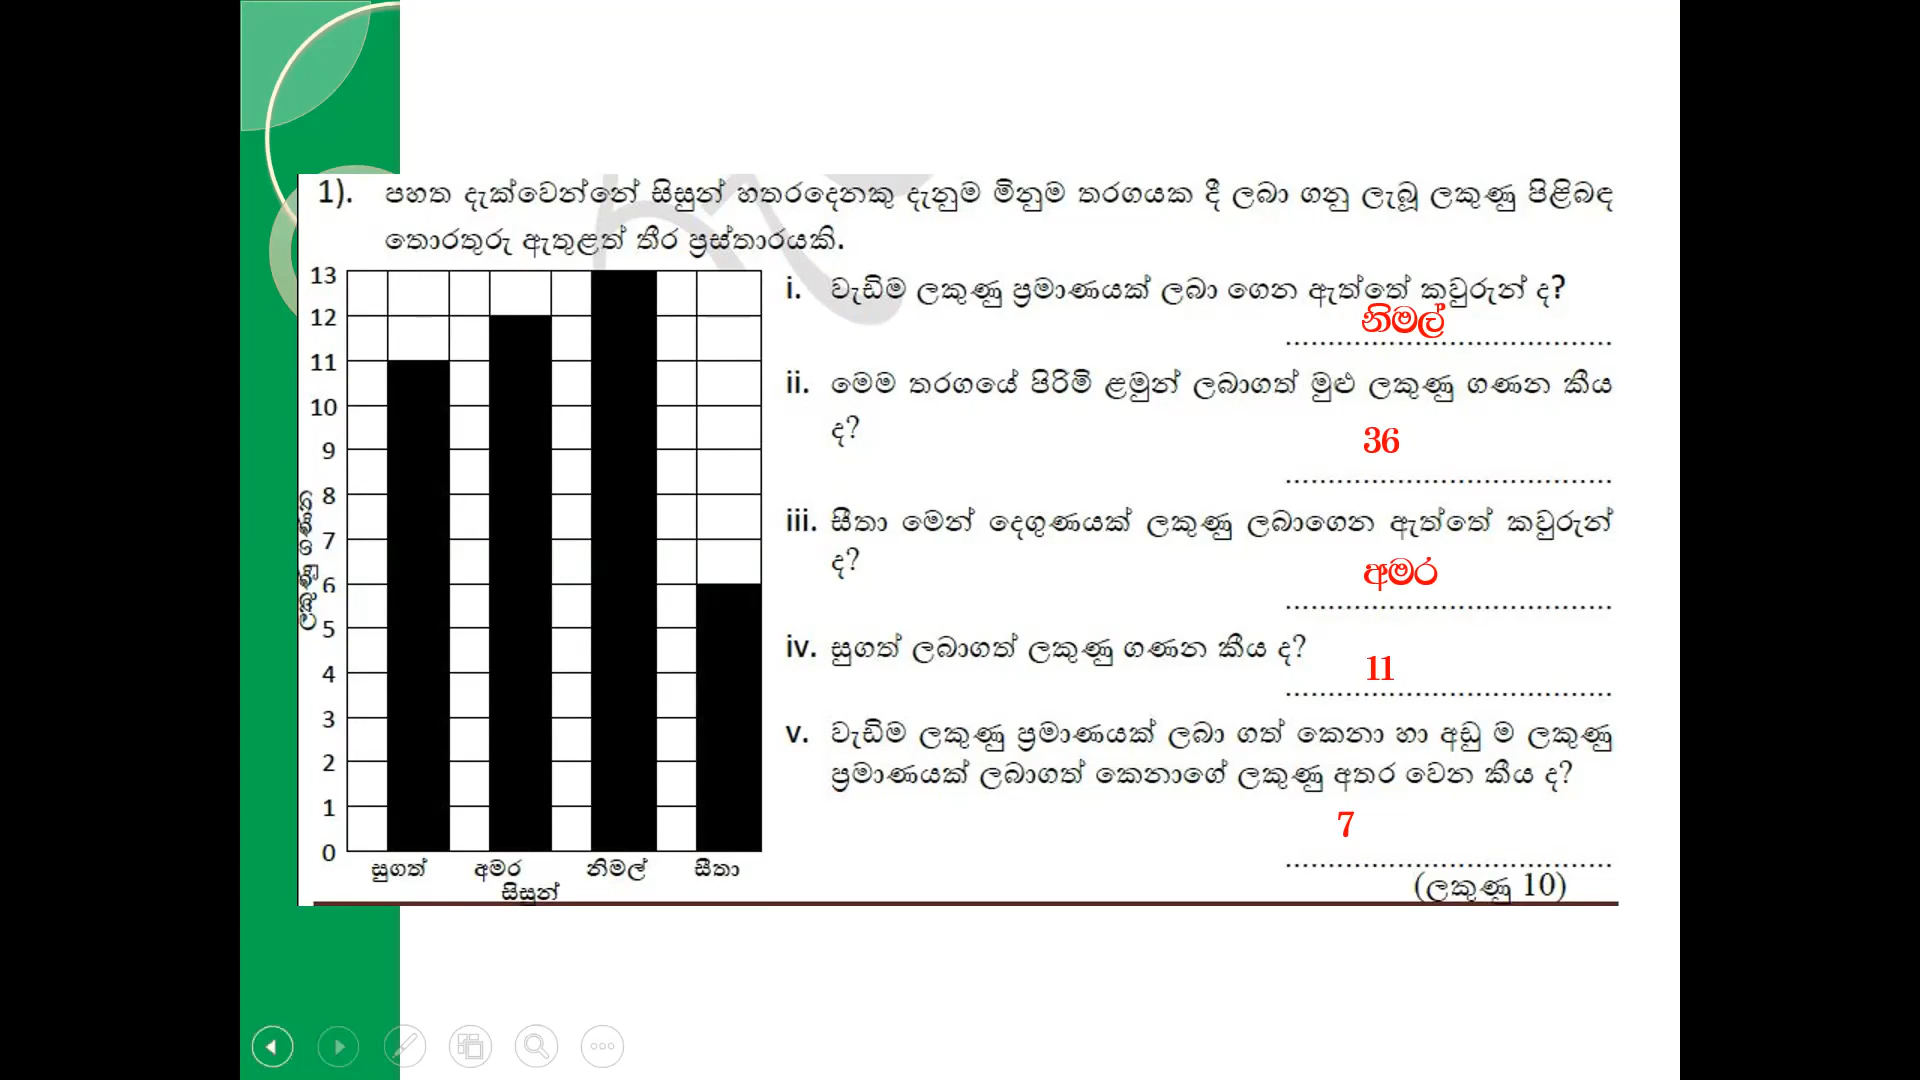 1). පහත දැක්වෙන්නේ සිසුන් හතරදෙනකු දැනුම මිනුම තරගයක දී ලබා ගනු ලැබූ ලකුණු පිළිබඳ
තොරතුරු ඇතුළත් තීර ප්‍රස්තාරයකි.
13
12
11
10
9
8
7
6
5
4
3
2
1
0
ලකුණු ගණන
සුගත් අමර නිමල් සීතා
සිසුන්
i. වැඩිම ලකුණු ප්‍රමාණයක් ලබා ගෙන ඇත්තේ කවුරුන් ද?
නිමල්
....................................
ii. මෙම තරගයේ පිරිමි ළමුන් ලබාගත් මුළු ලකුණු ගණන කීය
ද?
36
....................................
iii. සීතා මෙන් දෙගුණයක් ලකුණු ලබාගෙන ඇත්තේ කවුරුන්
ද?
අමර
....................................
iv. සුගත් ලබාගත් ලකුණු ගණන කීය ද?
11
....................................
v. වැඩිම ලකුණු ප්‍රමාණයක් ලබා ගත් කෙනා හා අඩු ම ලකුණු
ප්‍රමාණයක් ලබාගත් කෙනාගේ ලකුණු අතර වෙන කීය ද?
7
....................................
(ලකුණු 10)